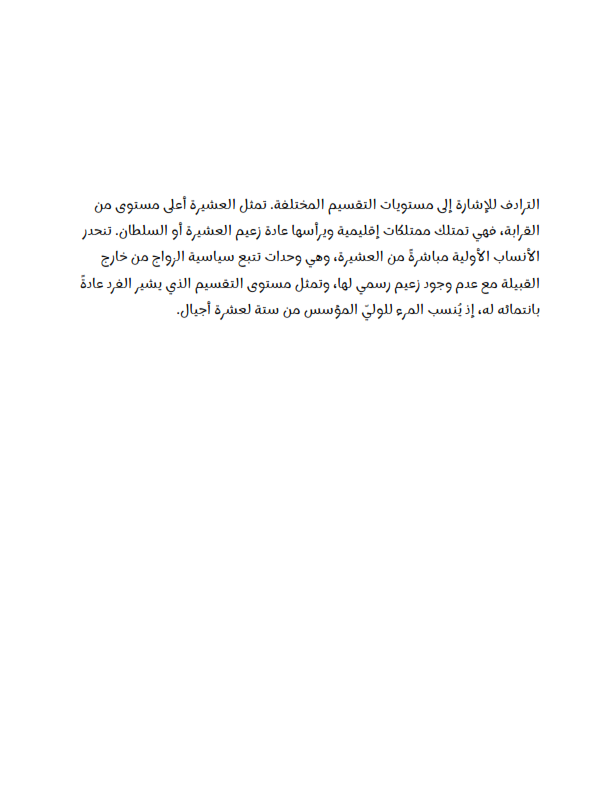 الترادف للإشارة إلى مستويات التقسيم المختلفة. تمثل العشيرة أعلى مستوى من
القرابة، فهي تمتلك ممتلكات إقليمية ويرأسها عادة زعيم العشيرة أو السلطان. تنحدر
الأنساب الأولية مباشرةً من العشيرة، وهي وحدات تتبع سياسية الزواج من خارج
القبيلة مع عدم وجود زعيم رسمي لها، وتمثل مستوى التقسيم الذي يشير الفرد عادةً
بانتمائه له، إذ يُنسب المرء للوليّ المؤسس من ستة لعشرة أجيال.